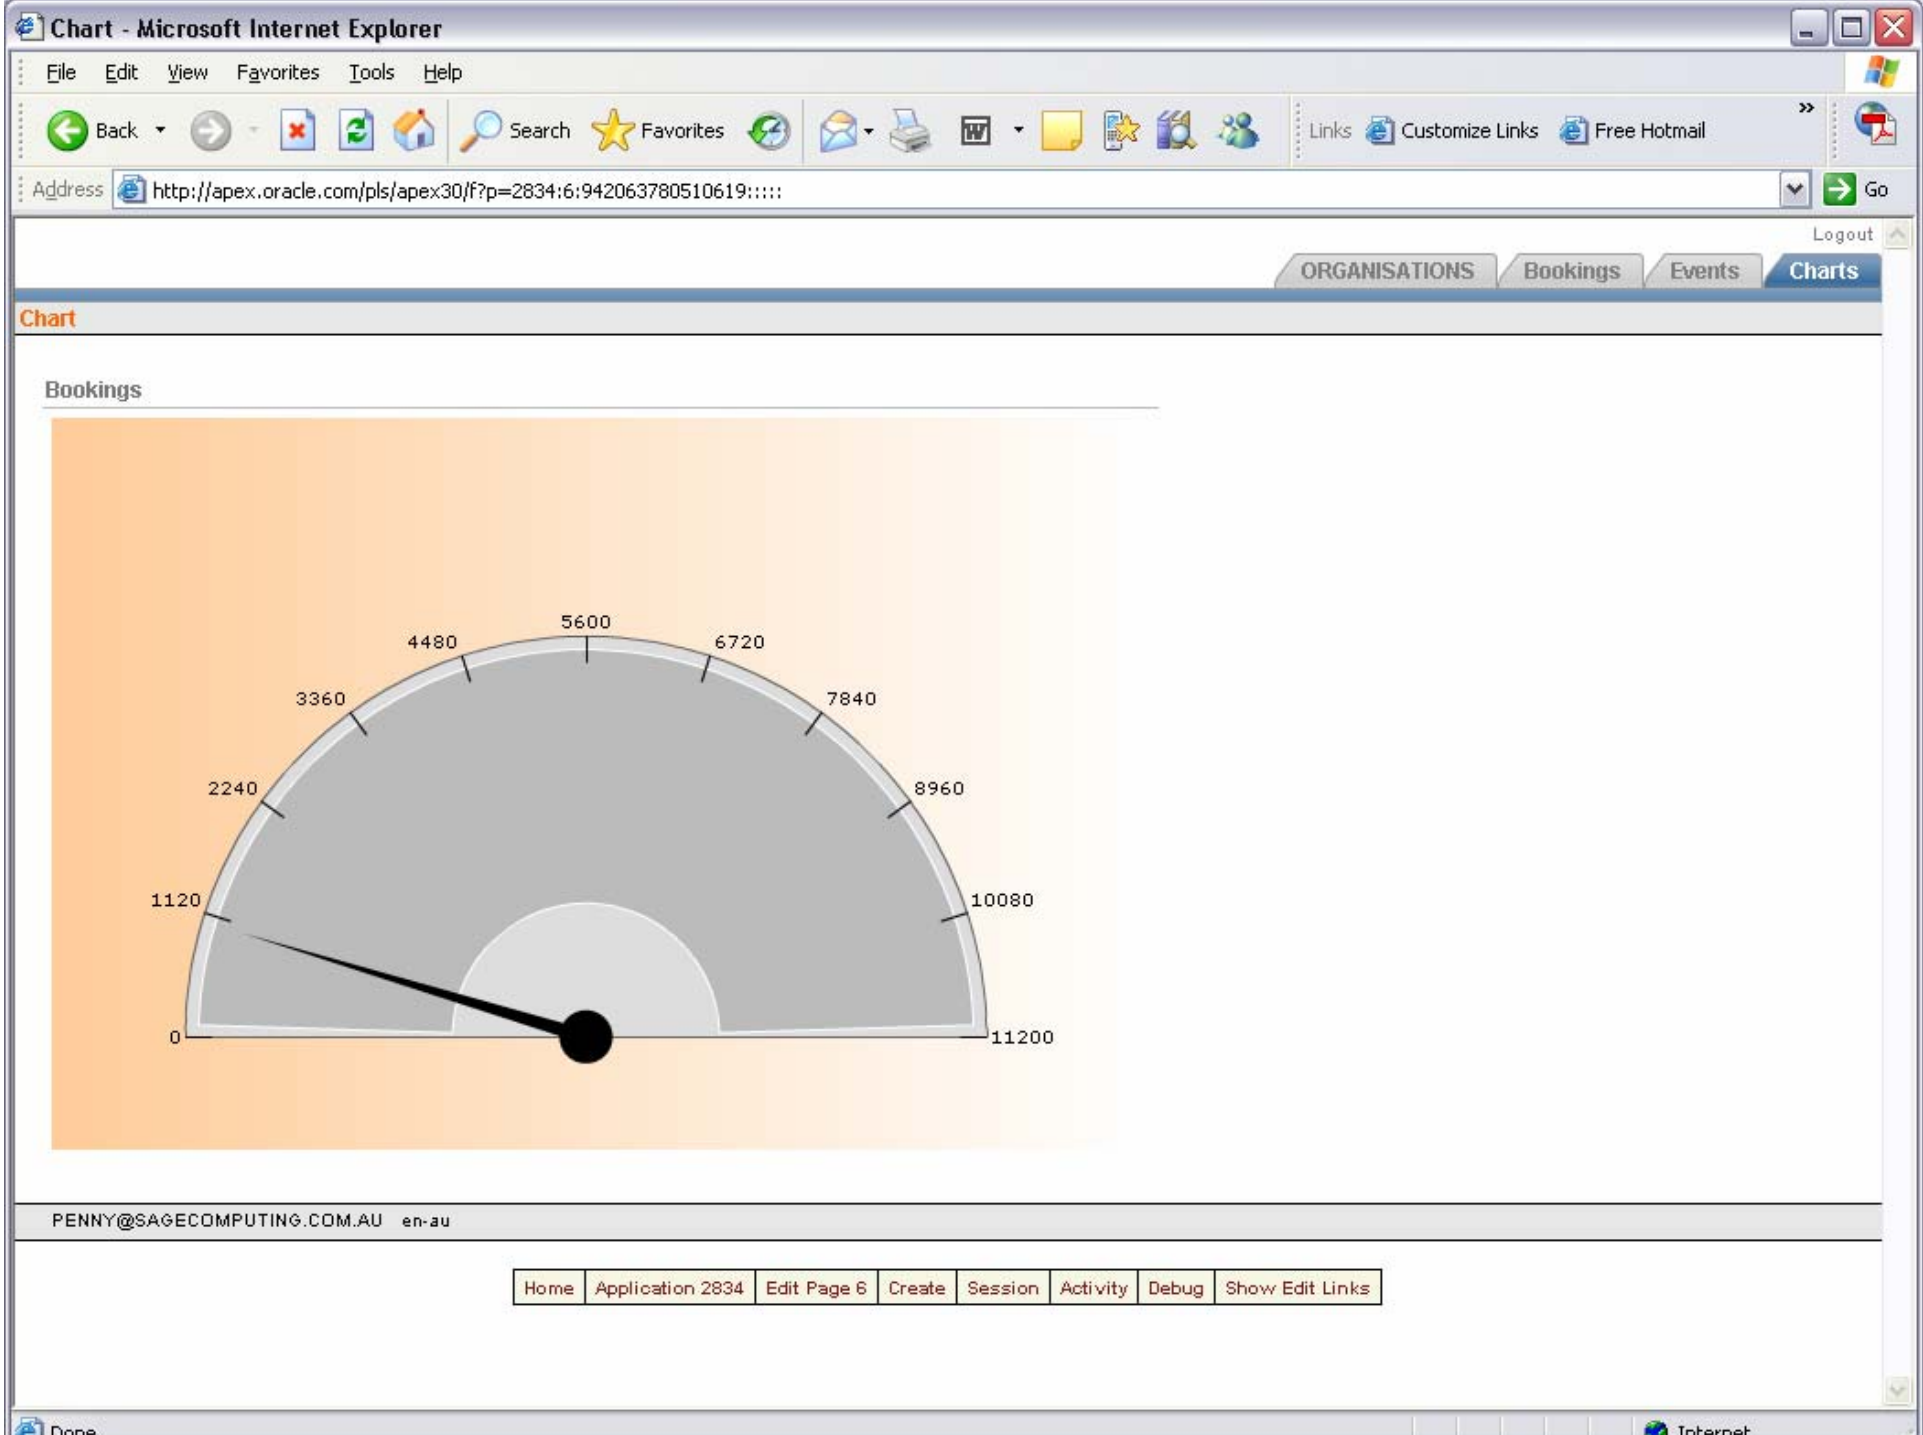 Chart - Microsoft Internet Explorer
File Edit View Favorites Tools Help
Back Search Favorites W Links Customize Links Free Hotmail »
Address http://apex.oracle.com/pls/apex30/f?p=2834:6:942063780510619::::: Go
Logout
ORGANISATIONS Bookings Events Charts
Chart
Bookings
5600
4480 6720
3360 7840
2240 8960
1120 10080
0 11200
PENNY@SAGECOMPUTING.COM.AU en-au
Home Application 2834 Edit Page 6 Create Session Activity Debug Show Edit Links
Done Internet